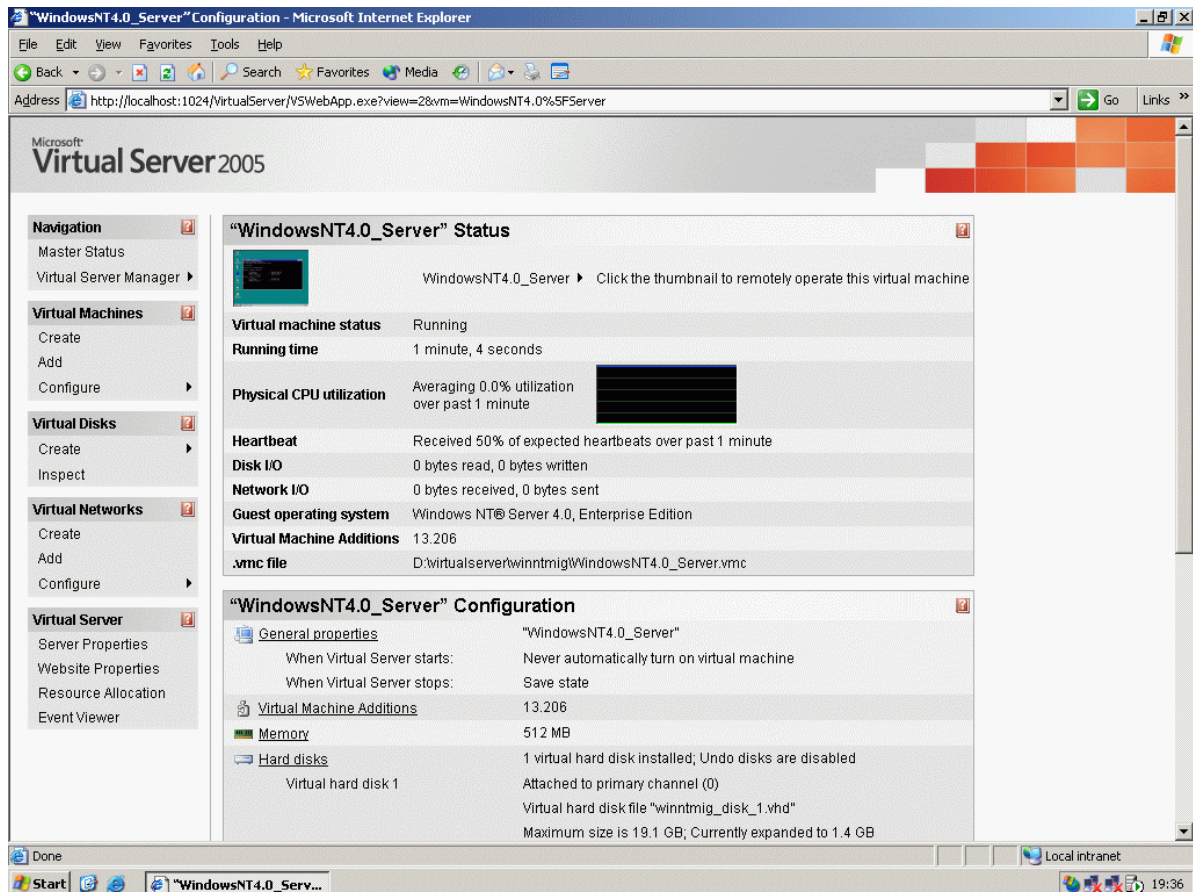 "WindowsNT4.0_Server"Configuration - Microsoft Internet Explorer
File Edit View Favorites Tools Help
Back Search Favorites Media
Address http://localhost:1024/VirtualServer/VSWebApp.exe?view=2&vm=WindowsNT4.0%5FServer Go Links »
Microsoft
Virtual Server 2005
Navigation
Master Status
Virtual Server Manager
Virtual Machines
Create
Add
Configure
Virtual Disks
Create
Inspect
Virtual Networks
Create
Add
Configure
Virtual Server
Server Properties
Website Properties
Resource Allocation
Event Viewer
“WindowsNT4.0_Server” Status
WindowsNT4.0_Server Click the thumbnail to remotely operate this virtual machine
Virtual machine status Running
Running time 1 minute, 4 seconds
Physical CPU utilization Averaging 0.0% utilization
over past 1 minute
Heartbeat Received 50% of expected heartbeats over past 1 minute
Disk I/O 0 bytes read, 0 bytes written
Network I/O 0 bytes received, 0 bytes sent
Guest operating system Windows NT® Server 4.0, Enterprise Edition
Virtual Machine Additions 13.206
.vmc file D:\virtualserver\winntmig\WindowsNT4.0_Server.vmc
“WindowsNT4.0_Server” Configuration
General properties "WindowsNT4.0_Server"
When Virtual Server starts: Never automatically turn on virtual machine
When Virtual Server stops: Save state
Virtual Machine Additions 13.206
Memory 512 MB
Hard disks 1 virtual hard disk installed; Undo disks are disabled
Virtual hard disk 1 Attached to primary channel (0)
Virtual hard disk file "winntmig_disk_1.vhd"
Maximum size is 19.1 GB; Currently expanded to 1.4 GB
Done Local intranet
Start "WindowsNT4.0_Serv... 19:36